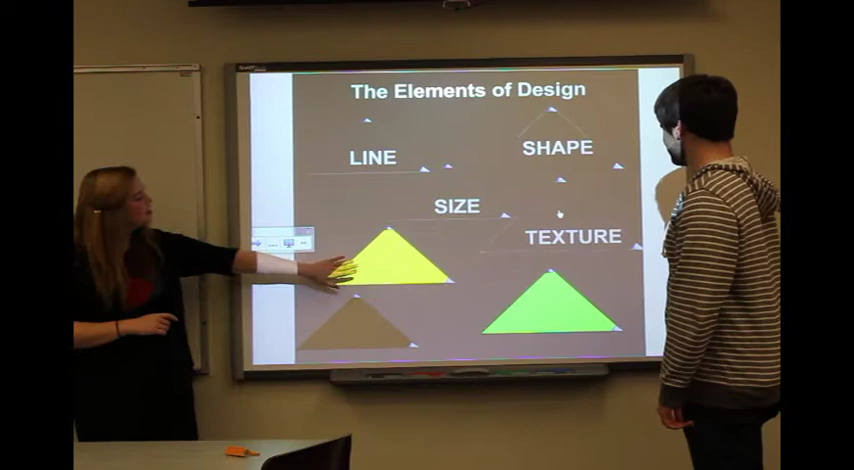 The Elements of Design
LINE
SHAPE
SIZE
TEXTURE